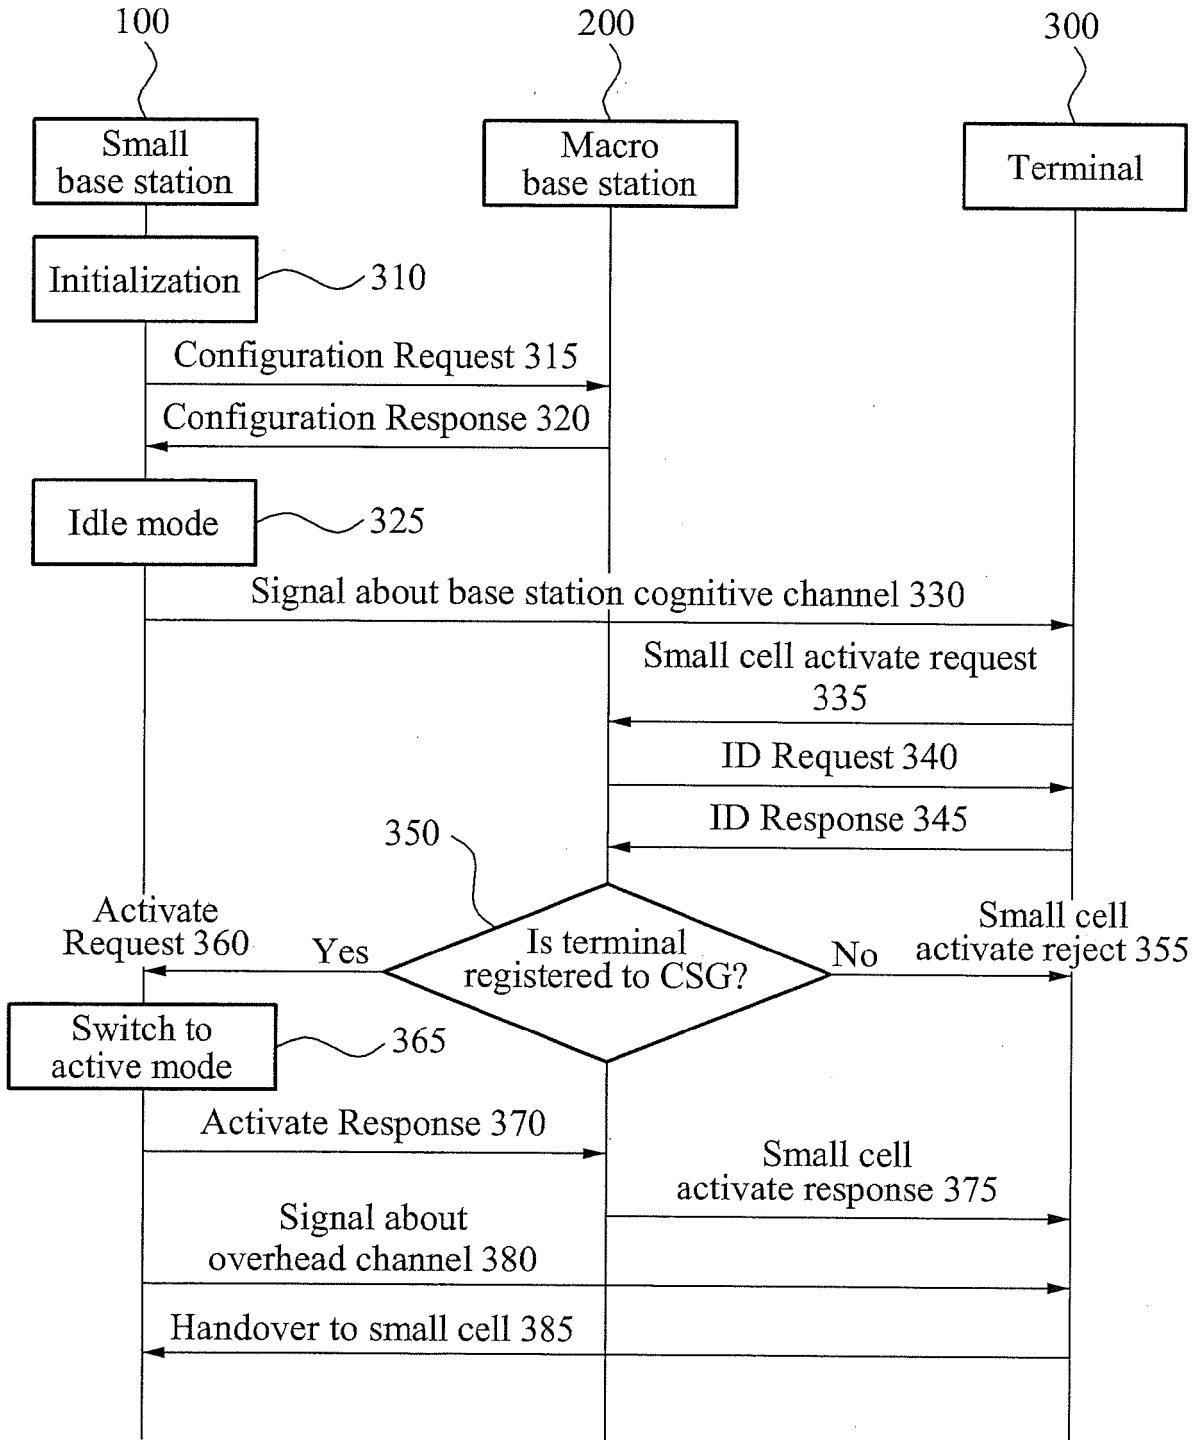 100
200
300
Small
base station
Macro
base station
Terminal
Initialization
310
Configuration Request 315
Configuration Response 320
Idle mode
325
Signal about base station cognitive channel 330
Small cell activate request
335
ID Request 340
ID Response 345
350
Activate
Request 360
Yes
Is terminal
registered to CSG?
No
Small cell
activate reject 355
Switch to
active mode
365
Activate Response 370
Small cell
activate response 375
Signal about
overhead channel 380
Handover to small cell 385